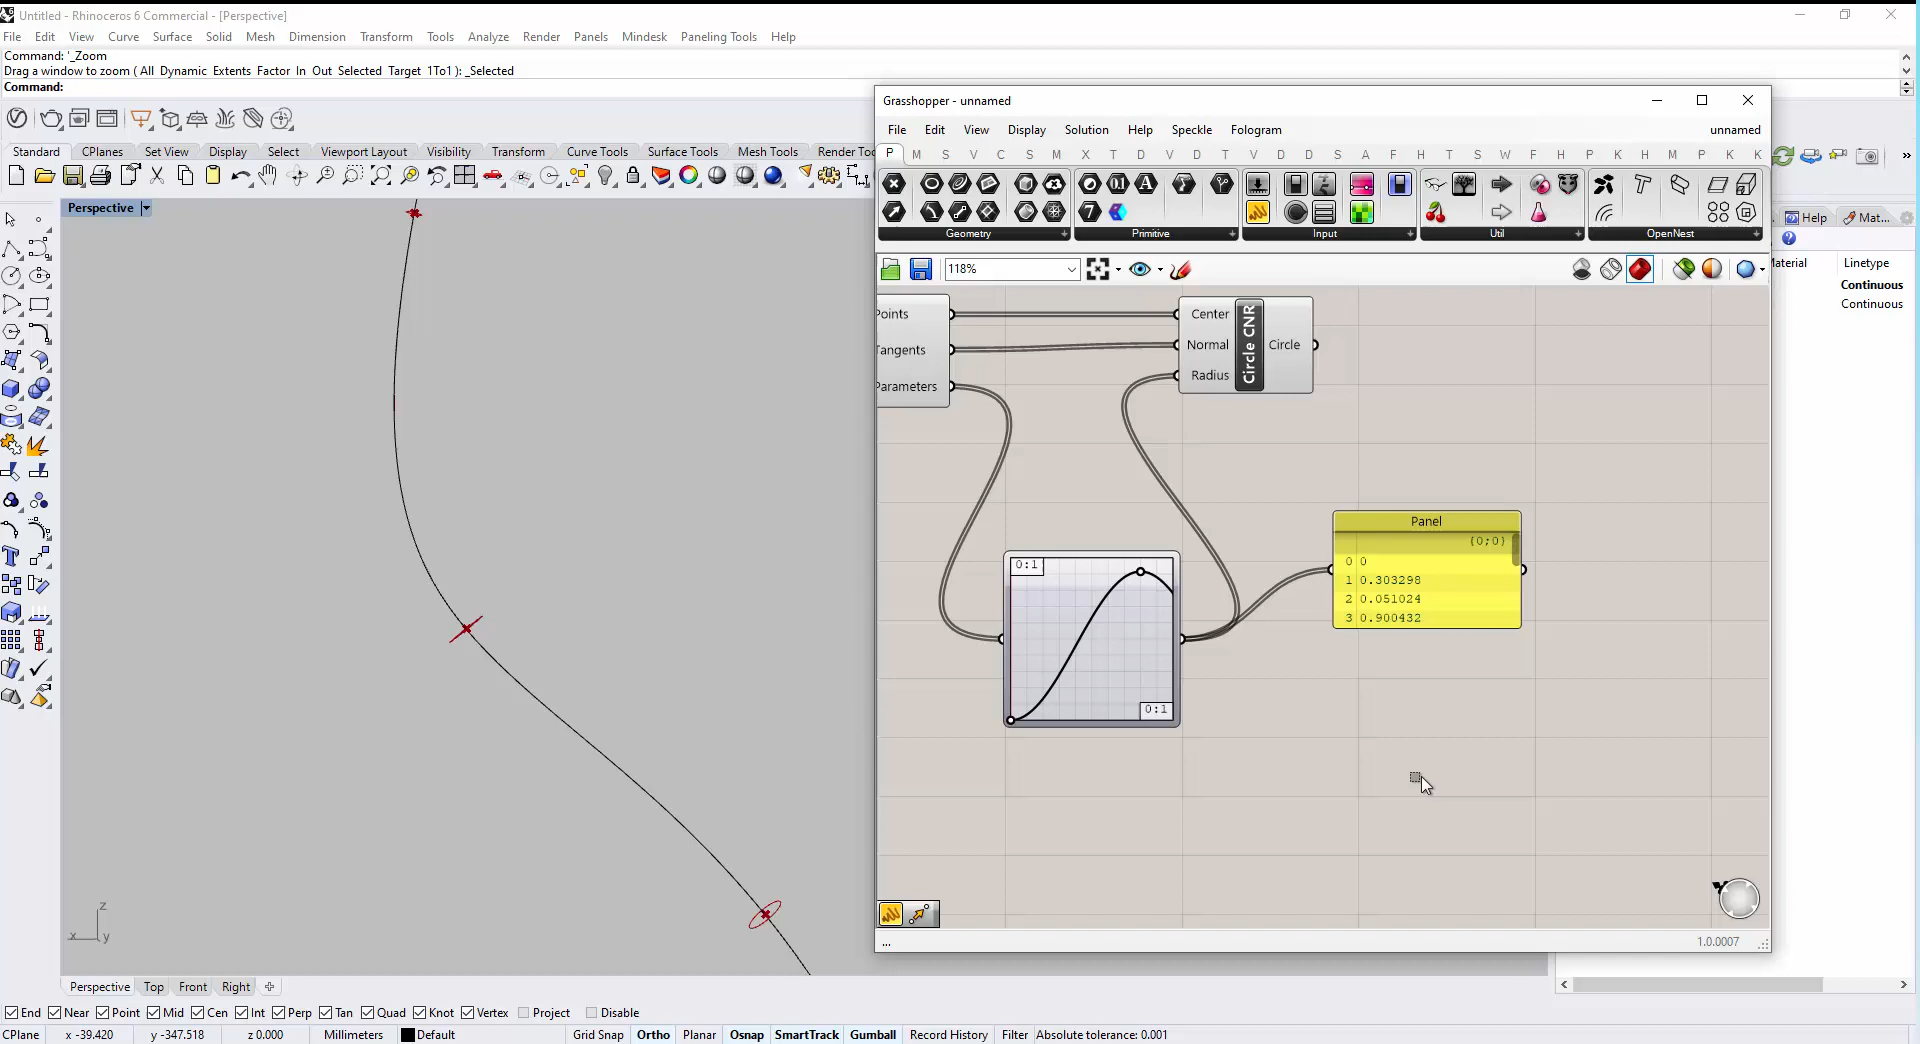 Untitled - Rhinoceros 6 Commercial - [Perspective]
File Edit View Curve Surface Solid Mesh Dimension Transform Tools Analyze Render Panels Mindesk Paneling Tools Help
Command: '_Zoom
Drag a window to zoom ( All Dynamic Extents Factor In Out Selected Target 1To1 ): _Selected
Command:
Standard CPlanes Set View Display Select Viewport Layout Visibility Transform Curve Tools Surface Tools Mesh Tools Render Too
Perspective
Grasshopper - unnamed
File Edit View Display Solution Help Speckle Fologram unnamed
P M S V C S M X T D V D T V D D S A F H T S W F H P K H M P K K
Geometry Primitive Input Util OpenNest
118%
Points
Tangents
Parameters
Center
Normal
Radius
Circle CNR
Circle
0:1
0:1
Panel
{0;0}
0 0
1 0.303298
2 0.051024
3 0.900432
...
1.0.0007
Help Mat...
Material Linetype
Continuous
Continuous
z
x y
Perspective Top Front Right
End Near Point Mid Cen Int Perp Tan Quad Knot Vertex Project Disable
CPlane x -39.420 y -347.518 z 0.000 Millimeters Default Grid Snap Ortho Planar Osnap SmartTrack Gumball Record History Filter Absolute tolerance: 0.001